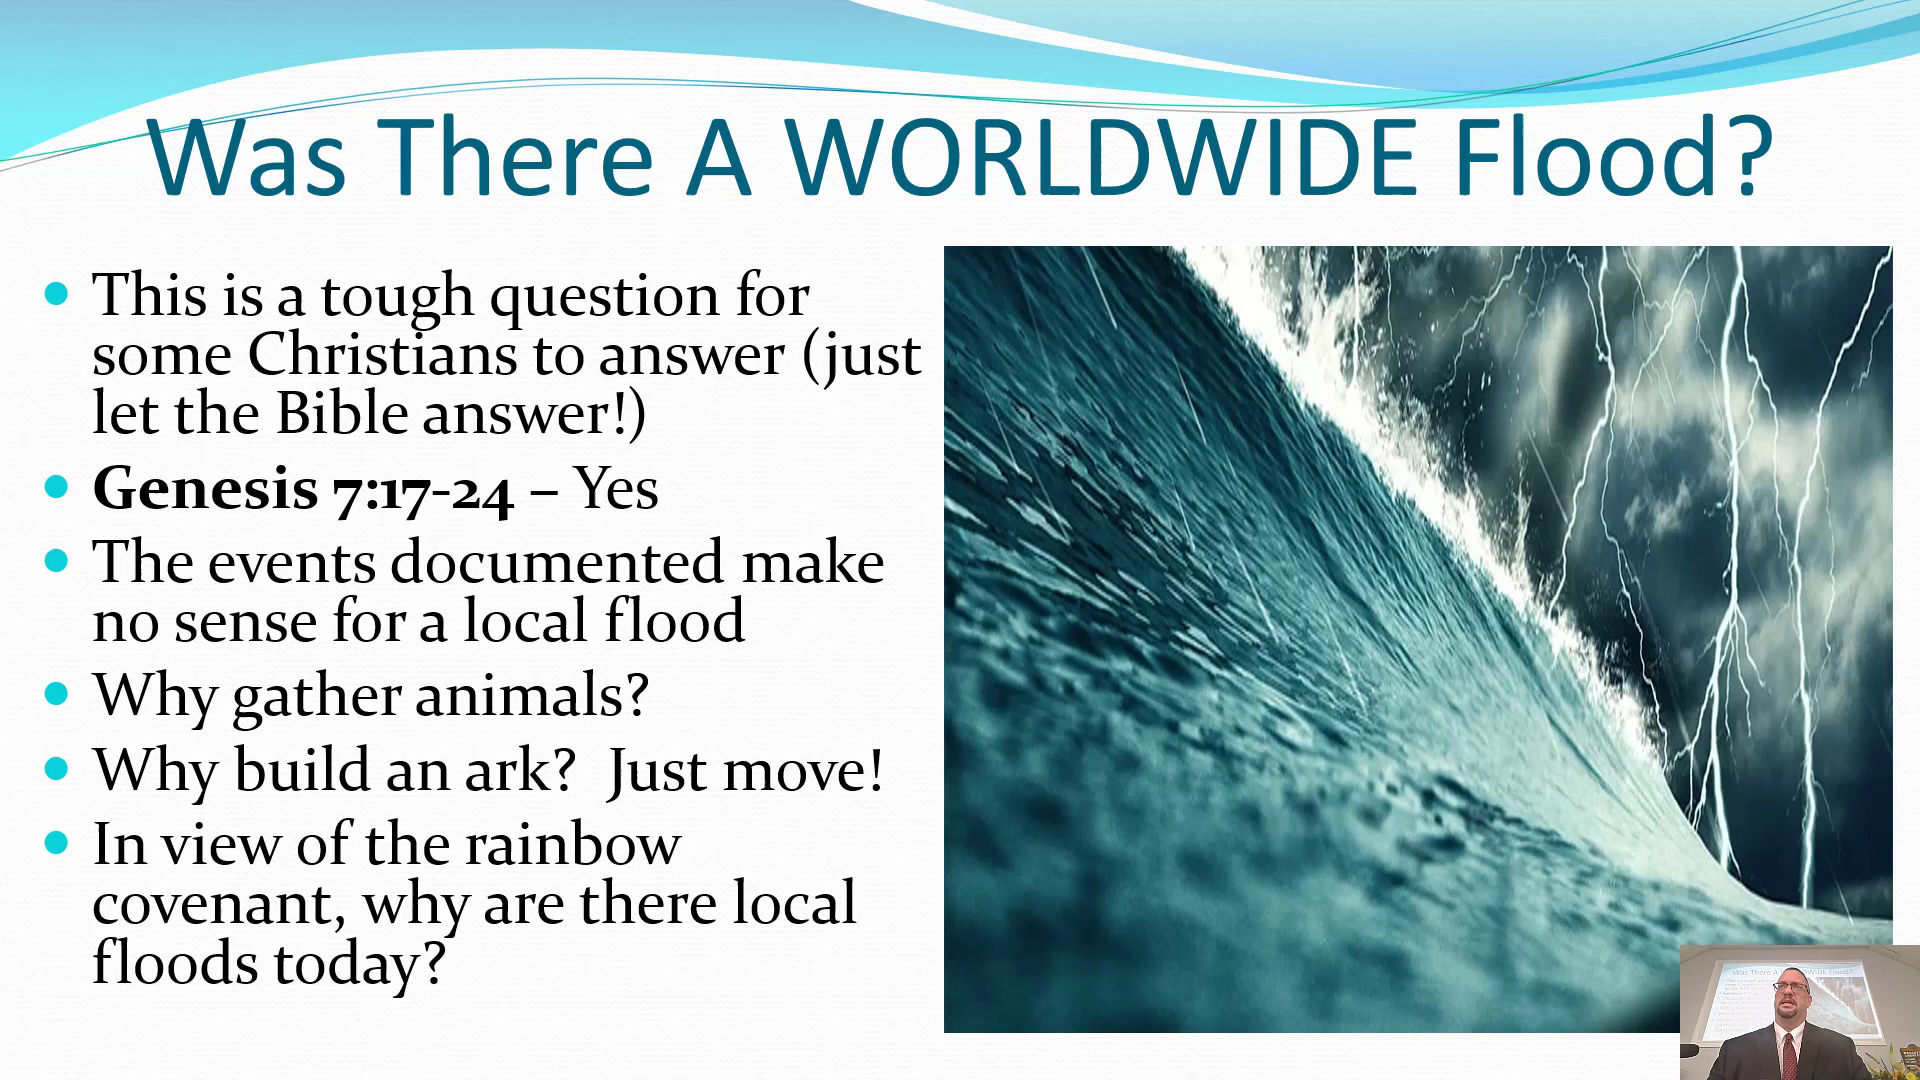 Was There A WORLDWIDE Flood?
This is a tough question for
some Christians to answer (just
let the Bible answer!)
Genesis 7:17-24 – Yes
The events documented make
no sense for a local flood
Why gather animals?
Why build an ark?  Just move!
In view of the rainbow
covenant, why are there local
floods today?